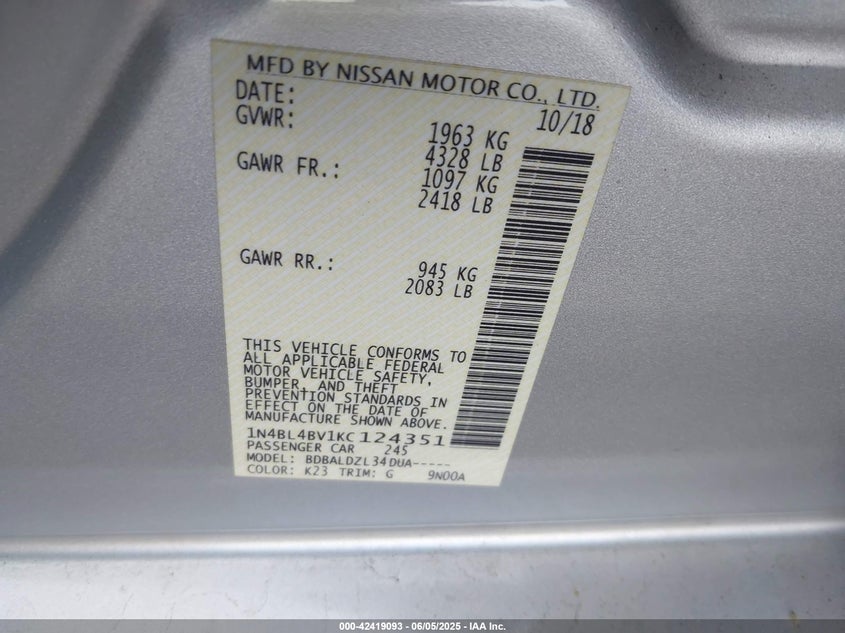 MFD BY NISSAN MOTOR CO., LTD.
DATE: 10/18
GVWR: 1963 KG
4328 LB
GAWR FR.: 1097 KG
2418 LB
GAWR RR.: 945 KG
2083 LB
THIS VEHICLE CONFORMS TO
ALL APPLICABLE FEDERAL
MOTOR VEHICLE SAFETY,
BUMPER, AND THEFT
PREVENTION STANDARDS IN
EFFECT ON THE DATE OF
MANUFACTURE SHOWN ABOVE.
1N4BL4BV1KC124351
PASSENGER CAR 245
MODEL: BDBALDZL34DUA-----
COLOR: K23 TRIM: G 9N00A
000-42419093 - 06/05/2025 - IAA Inc.